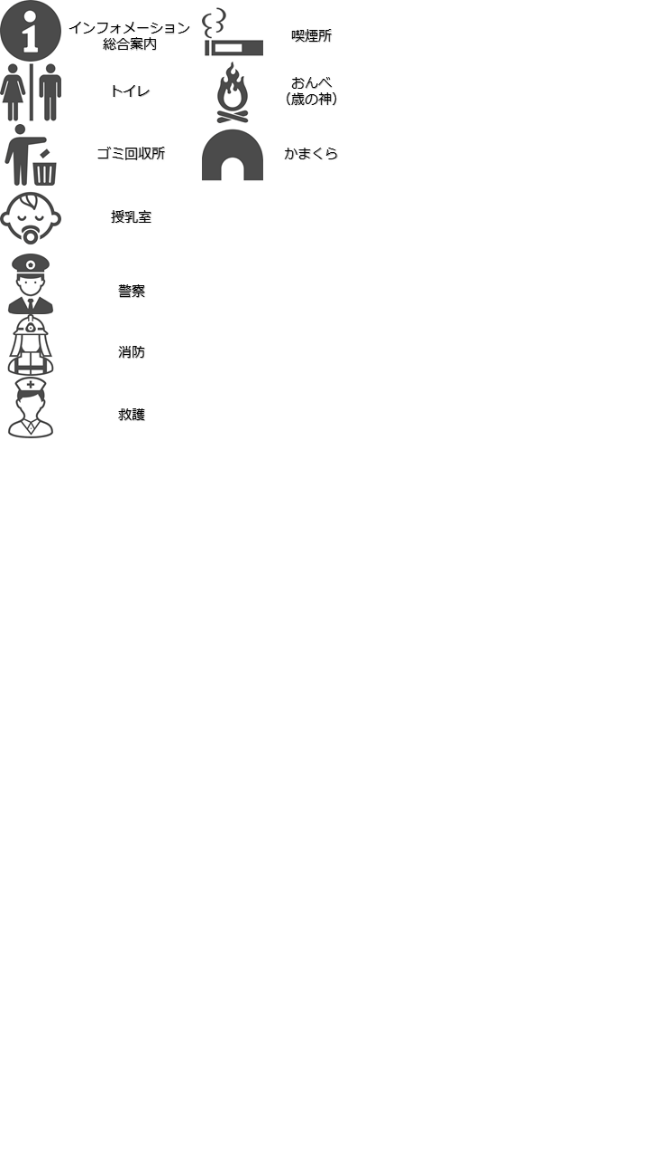 インフォメーション
総合案内
トイレ
ゴミ回収所
授乳室
警察
消防
救護
喫煙所
おんべ
（歳の神）
かまくら